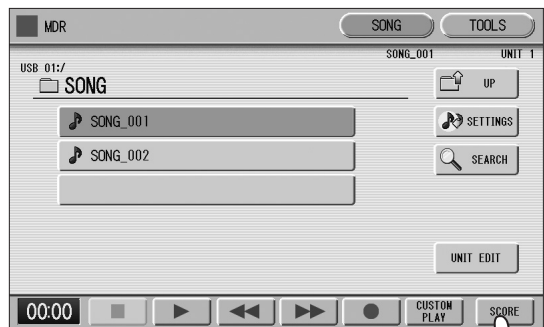 MDR
SONG
TOOLS
SONG_001
UNIT 1
USB 01:/
SONG
UP
SONG_001
SETTINGS
SONG_002
SEARCH
UNIT EDIT
00:00
CUSTOM
PLAY
SCORE